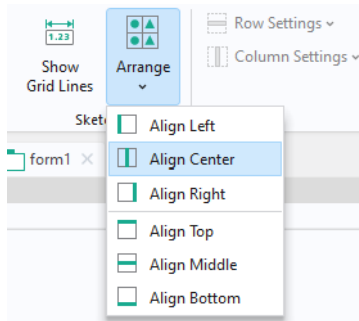 1.23
Show
Grid Lines
Arrange
Row Settings
Column Settings
form1
Align Left
Align Center
Align Right
Align Top
Align Middle
Align Bottom